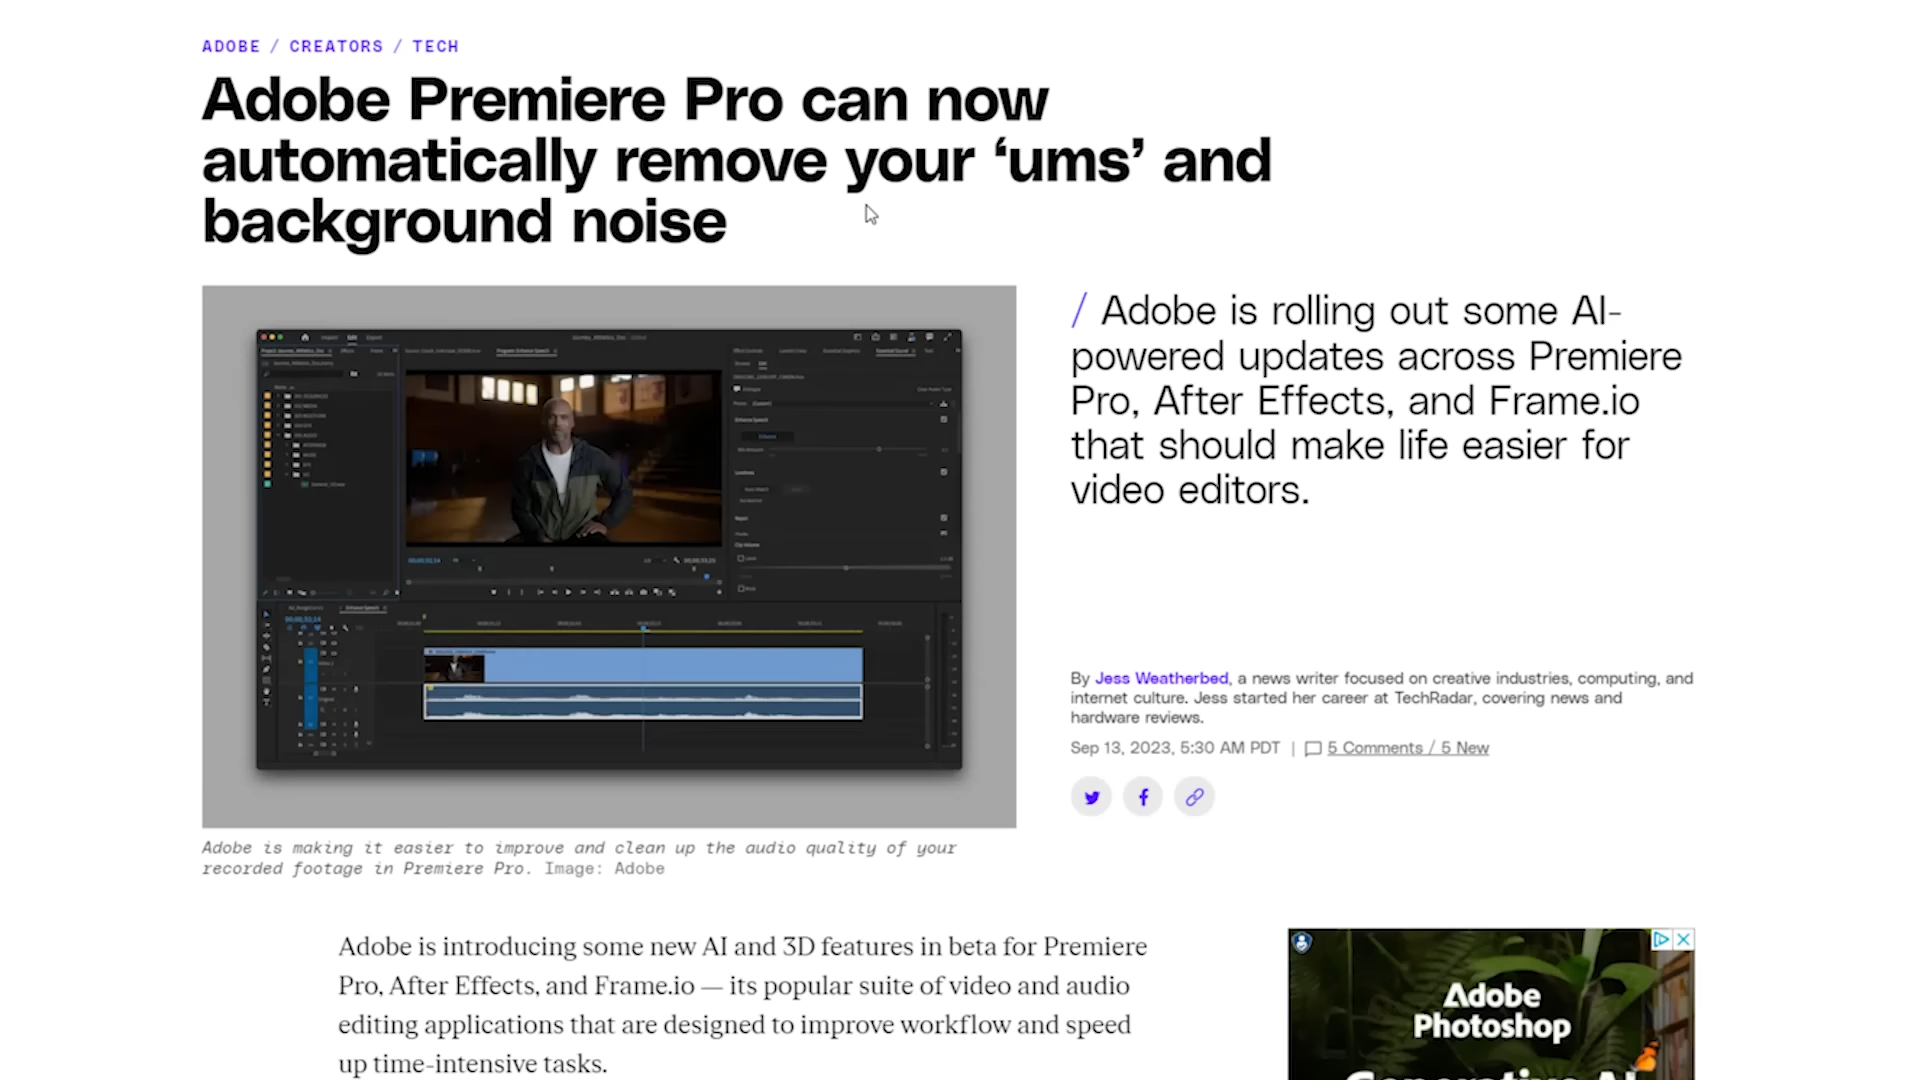 ADOBE / CREATORS / TECH
Adobe Premiere Pro can now
automatically remove your ‘ums’ and
background noise
/ Adobe is rolling out some AI-
powered updates across Premiere
Pro, After Effects, and Frame.io
that should make life easier for
video editors.
By Jess Weatherbed, a news writer focused on creative industries, computing, and
internet culture. Jess started her career at TechRadar, covering news and
hardware reviews.
Sep 13, 2023, 5:30 AM PDT | 5 Comments / 5 New
Adobe is making it easier to improve and clean up the audio quality of your
recorded footage in Premiere Pro. Image: Adobe
Adobe is introducing some new AI and 3D features in beta for Premiere
Pro, After Effects, and Frame.io — its popular suite of video and audio
editing applications that are designed to improve workflow and speed
up time-intensive tasks.
Adobe
Photoshop
Generative AI